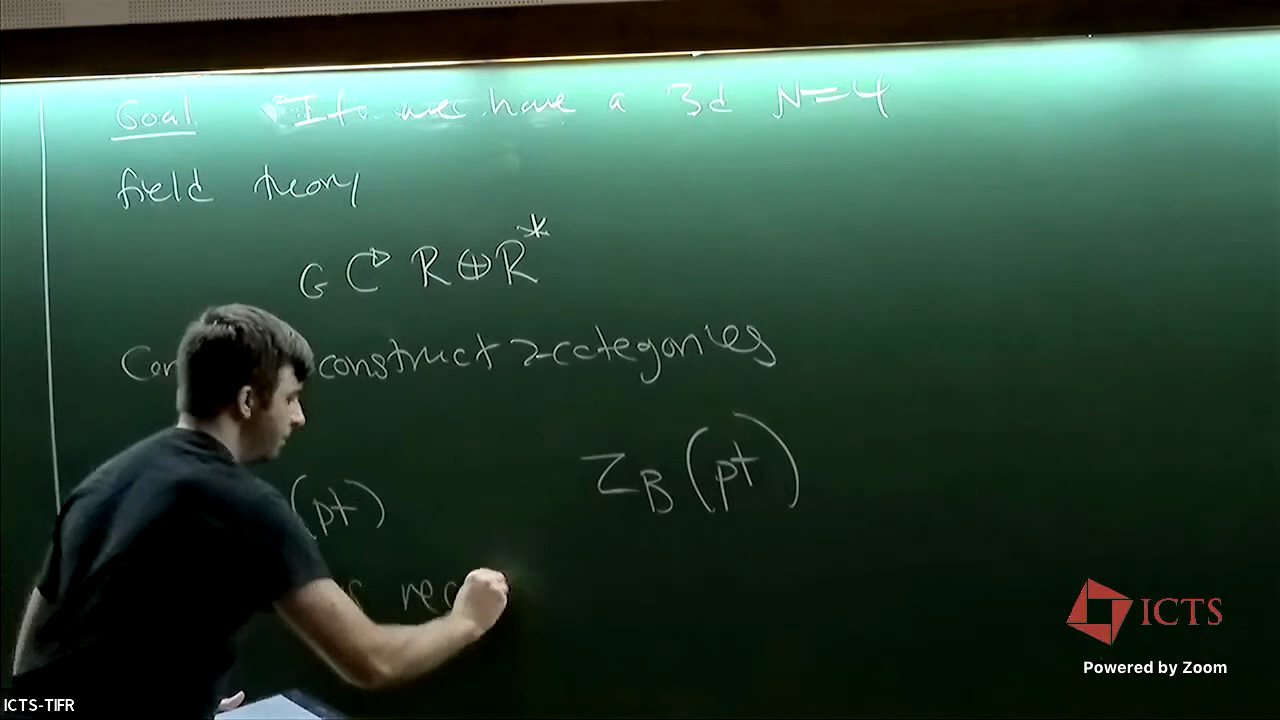 Goal If we have a 3d N=4
field theory
G ⊂ R ⊕ R*
construct 2-categories
(pt) Z_B (pt)
rec
ICTS
Powered by Zoom
ICTS-TIFR